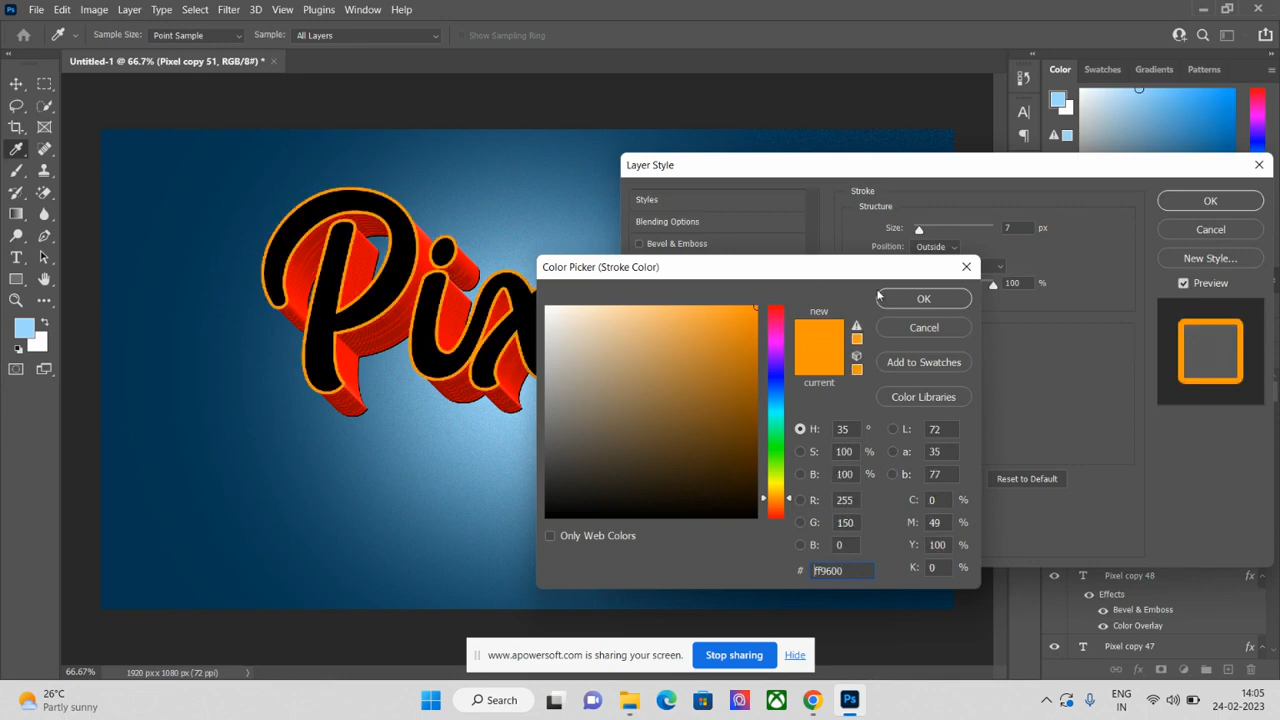 Ps File Edit Image Layer Type Select Filter 3D View Plugins Window Help
Sample Size: Point Sample Sample: All Layers Show Sampling Ring
Untitled-1 @ 66.7% (Pixel copy 51, RGB/8#) *
Color Swatches Gradients Patterns
Pix
Layer Style
Styles
Blending Options
Bevel & Emboss
Stroke
Structure
Size: 7 px
Position: Outside
100 %
Reset to Default
OK
Cancel
New Style...
Preview
Color Picker (Stroke Color)
new
current
OK
Cancel
Add to Swatches
Color Libraries
H: 35 ° L: 72
S: 100 % a: 35
B: 100 % b: 77
R: 255 C: 0 %
G: 150 M: 49 %
B: 0 Y: 100 %
# ff9600 K: 0 %
Only Web Colors
Pixel copy 48 fx
Effects
Bevel & Emboss
Color Overlay
T Pixel copy 47 fx
66.67% 1920 px x 1080 px (72 ppi)
www.apowersoft.com is sharing your screen. Stop sharing Hide
26°C
Partly sunny
Search
Ps
ENG
IN
14:05
24-02-2023